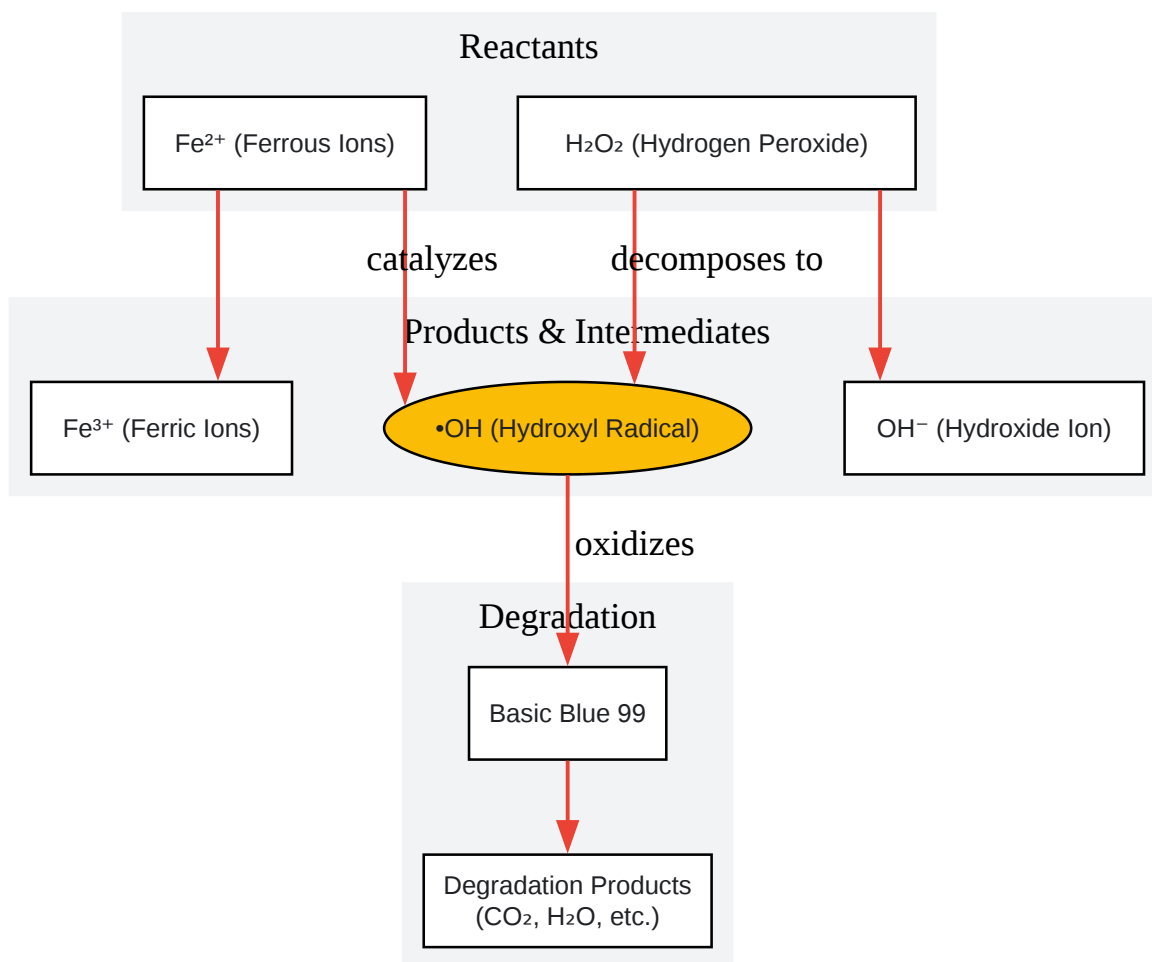 Reactants
Fe²⁺ (Ferrous Ions)
H₂O₂ (Hydrogen Peroxide)
catalyzes
decomposes to
Products & Intermediates
Fe³⁺ (Ferric Ions)
•OH (Hydroxyl Radical)
OH⁻ (Hydroxide Ion)
oxidizes
Degradation
Basic Blue 99
Degradation Products
(CO₂, H₂O, etc.)